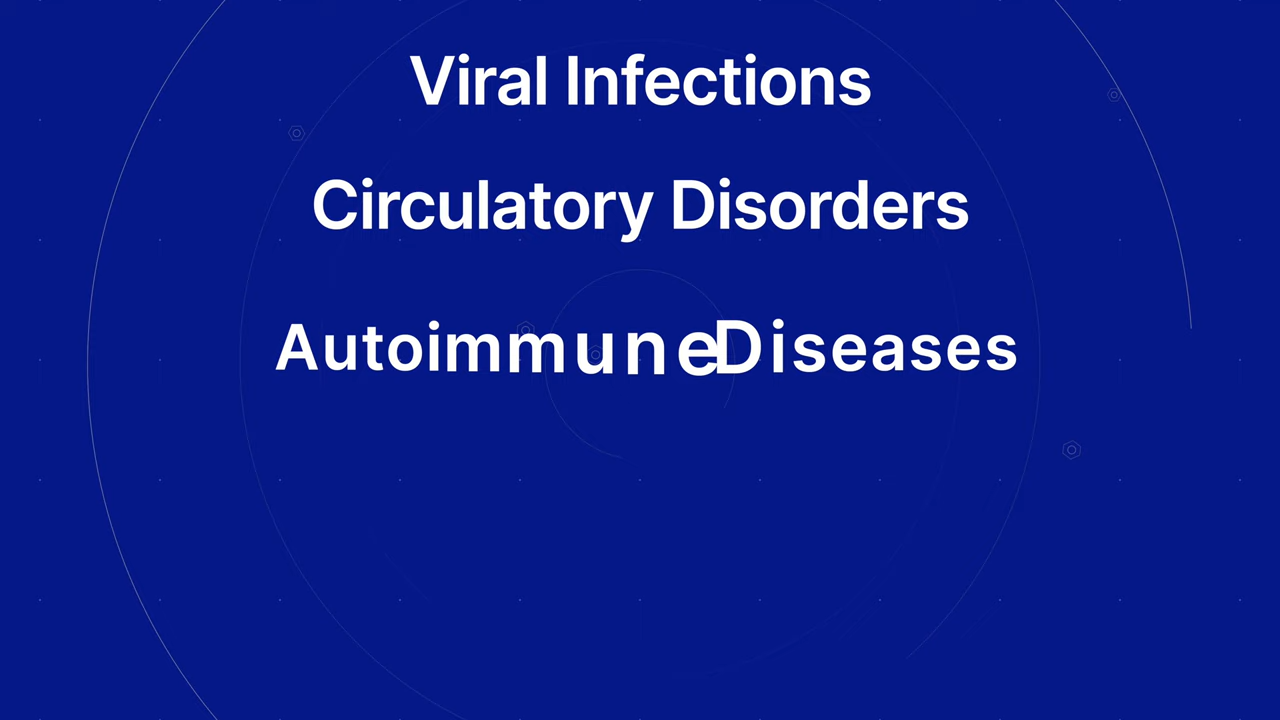 Viral Infections
Circulatory Disorders
Autoimmune Diseases